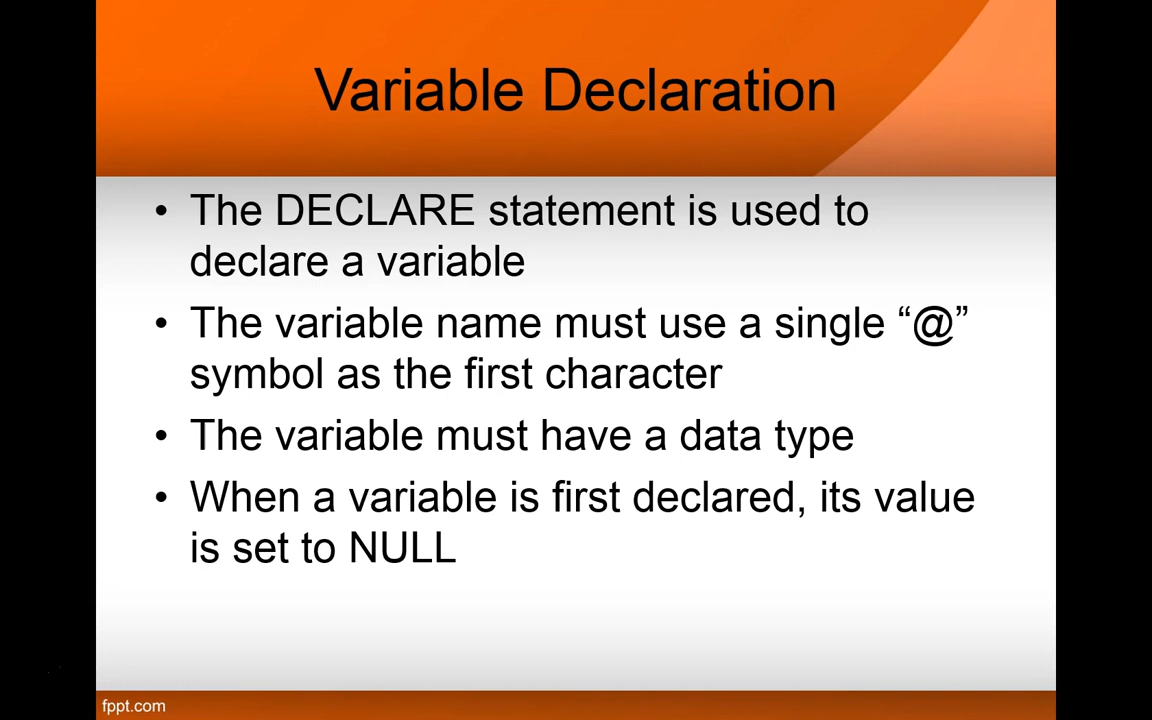 Variable Declaration
• The DECLARE statement is used to
declare a variable
• The variable name must use a single “@”
symbol as the first character
• The variable must have a data type
• When a variable is first declared, its value
is set to NULL
fppt.com